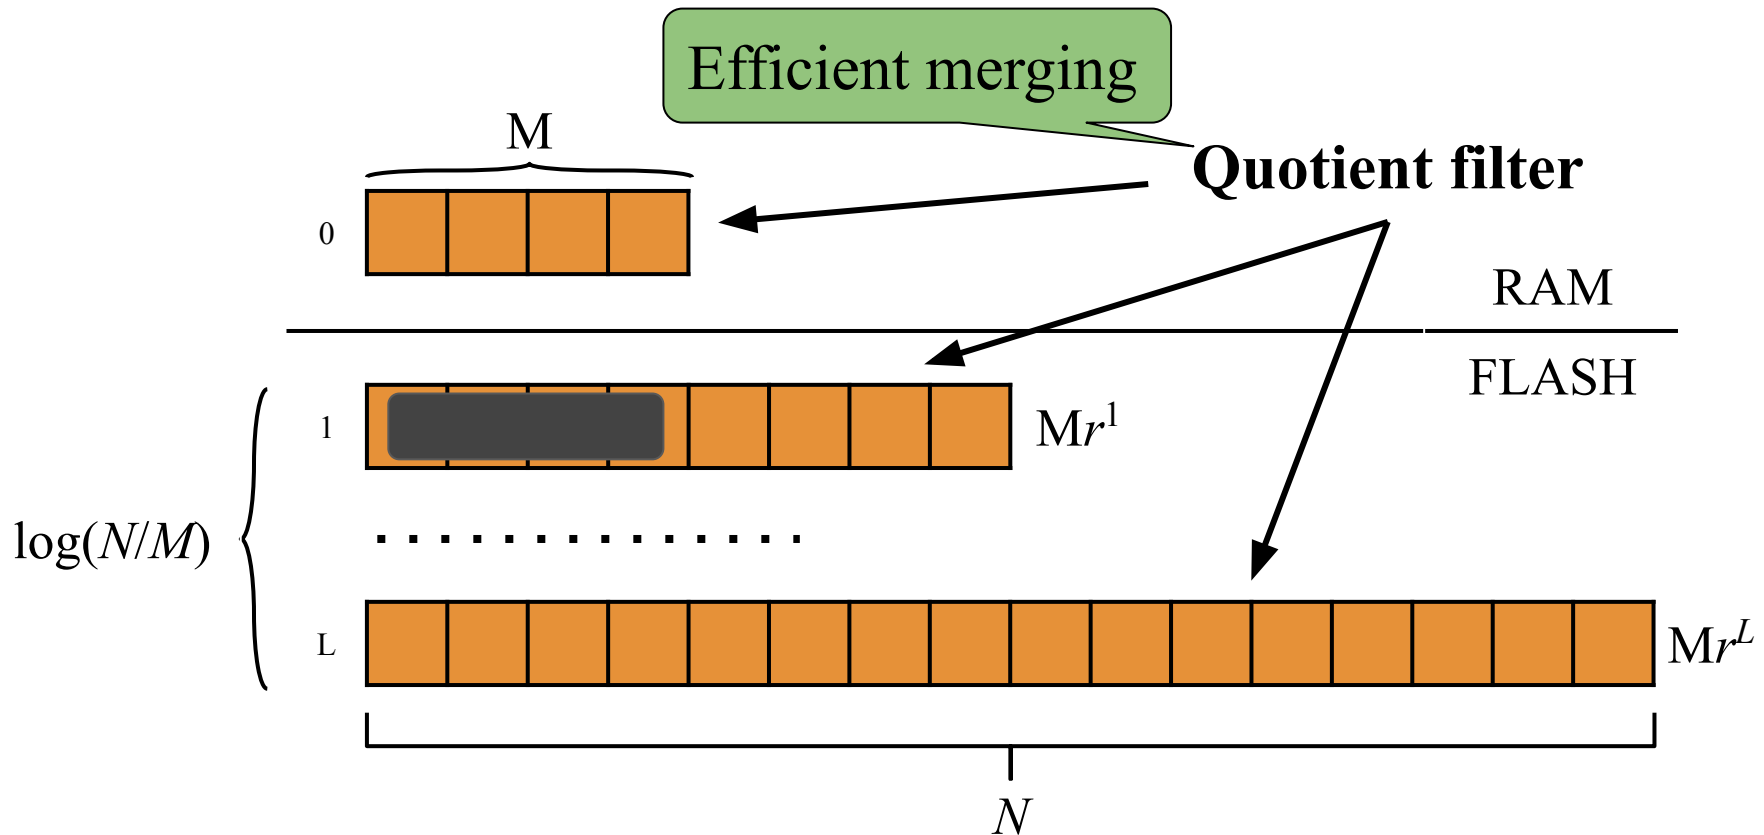 Efficient merging
M
Quotient filter
0
RAM
FLASH
1
Mr¹
log(N/M)
L
Mrᴸ
N